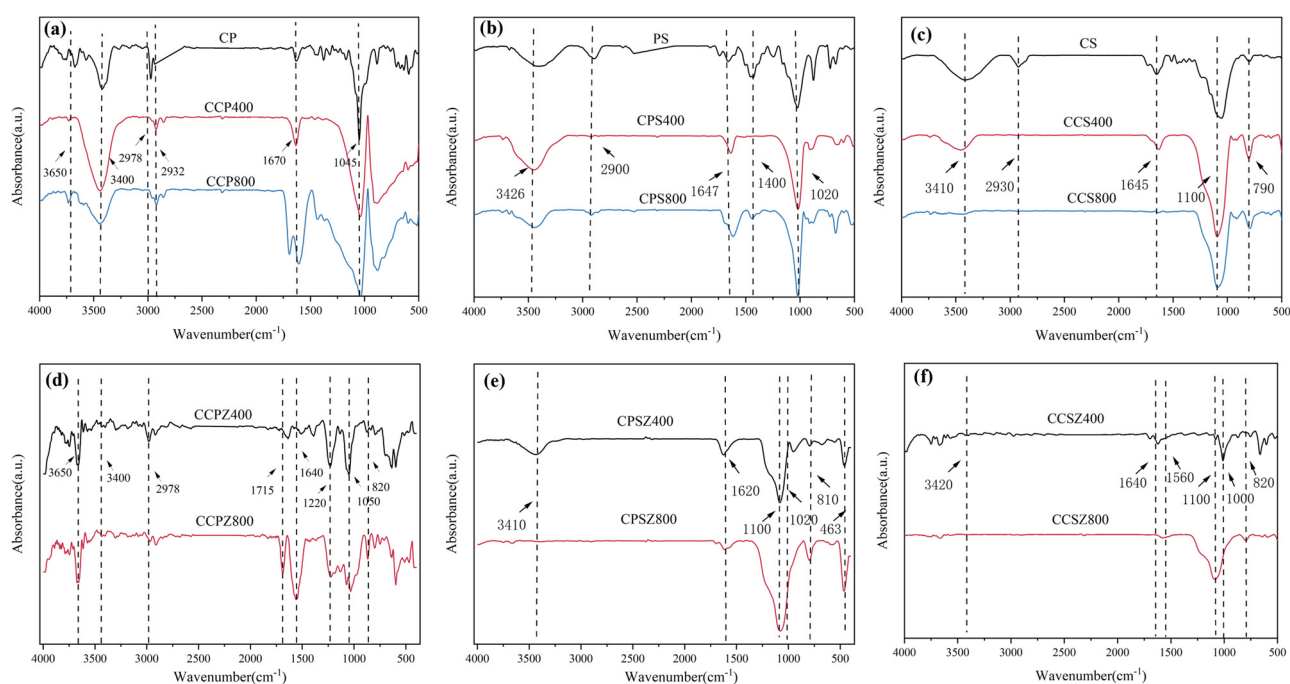 (a)
CP
CCP400
CCP800
3650
3400
2978
2932
1670
1045
Absorbance(a.u.)
4000 3500 3000 2500 2000 1500 1000 500
Wavenumber(cm⁻¹)
(b)
PS
CPS400
CPS800
3426
2900
1647
1400
1020
Absorbance(a.u.)
4000 3500 3000 2500 2000 1500 1000 500
Wavenumber(cm⁻¹)
(c)
CS
CCS400
CCS800
3410
2930
1645
1100
790
Absorbance(a.u.)
4000 3500 3000 2500 2000 1500 1000 500
Wavenumber(cm⁻¹)
(d)
CCPZ400
CCPZ800
3650
3400
2978
1715
1640
1220
1050
820
Absorbance(a.u.)
4000 3500 3000 2500 2000 1500 1000 500
Wavenumber(cm⁻¹)
(e)
CPSZ400
CPSZ800
3410
1620
1100
1020
810
463
Absorbance(a.u.)
4000 3500 3000 2500 2000 1500 1000 500
Wavenumber(cm⁻¹)
(f)
CCSZ400
CCSZ800
3420
1640
1560
1100
1000
820
Absorbance(a.u.)
4000 3500 3000 2500 2000 1500 1000 500
Wavenumber(cm⁻¹)